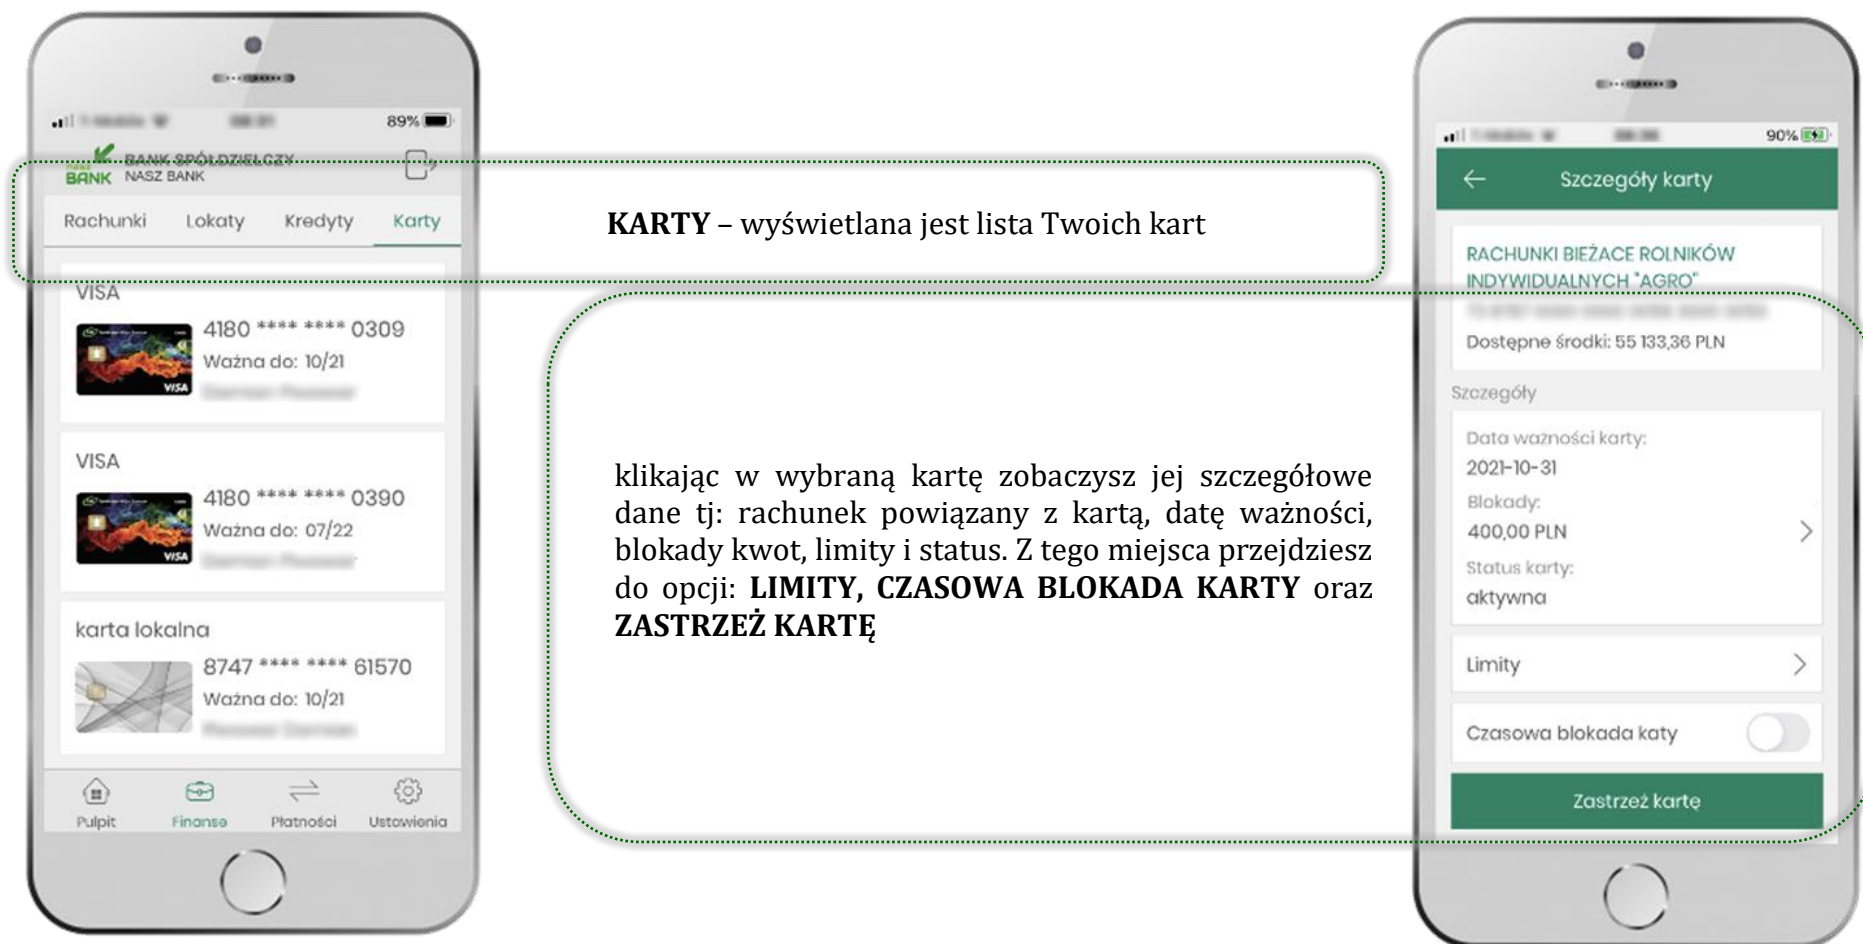 89%
nasz
BANK
BANK SPÓŁDZIELCZY
NASZ BANK
Rachunki Lokaty Kredyty Karty
VISA
4180 **** **** 0309
Ważna do: 10/21
VISA
VISA
4180 **** **** 0390
Ważna do: 07/22
VISA
karta lokalna
8747 **** **** 61570
Ważna do: 10/21
Pulpit Finanse Płatności Ustawienia
KARTY – wyświetlana jest lista Twoich kart
klikając w wybraną kartę zobaczysz jej szczegółowe
dane tj: rachunek powiązany z kartą, datę ważności,
blokady kwot, limity i status. Z tego miejsca przejdziesz
do opcji: LIMITY, CZASOWA BLOKADA KARTY oraz
ZASTRZEŻ KARTĘ
90%
Szczegóły karty
RACHUNKI BIEŻACE ROLNIKÓW
INDYWIDUALNYCH "AGRO"
Dostępne środki: 55 133,36 PLN
Szczegóły
Data ważności karty:
2021-10-31
Blokady:
400,00 PLN
Status karty:
aktywna
Limity
Czasowa blokada katy
Zastrzeż kartę